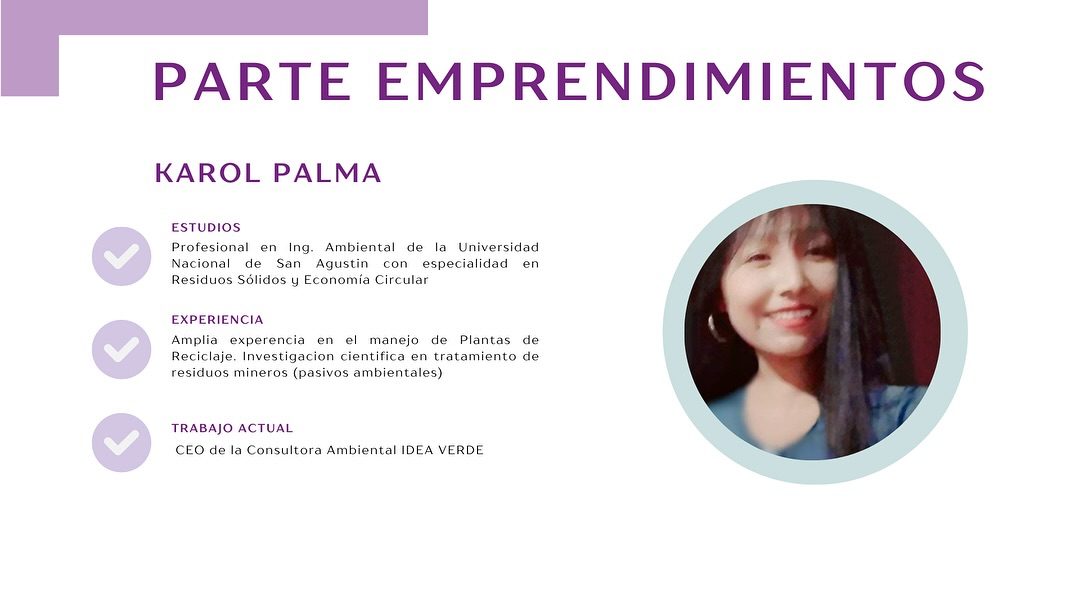 PARTE EMPRENDIMIENTOS
KAROL PALMA
ESTUDIOS
Profesional en Ing. Ambiental de la Universidad
Nacional de San Agustin con especialidad en
Residuos Sólidos y Economía Circular
EXPERIENCIA
Amplia experencia en el manejo de Plantas de
Reciclaje. Investigacion cientifica en tratamiento de
residuos mineros (pasivos ambientales)
TRABAJO ACTUAL
CEO de la Consultora Ambiental IDEA VERDE